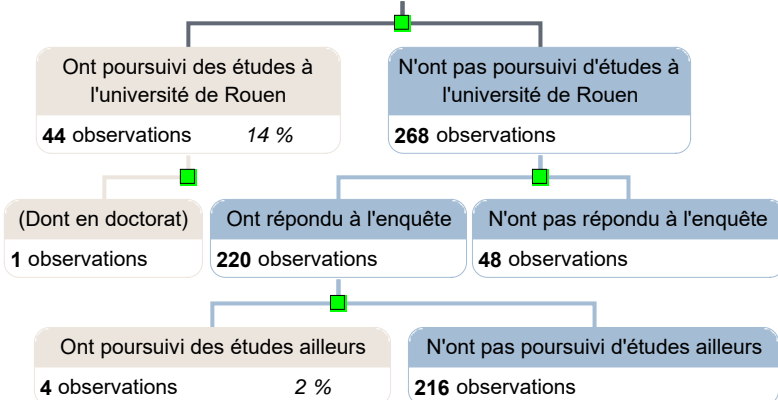 Ont poursuivi des études à
l'université de Rouen
44 observations 14 %
N'ont pas poursuivi d'études à
l'université de Rouen
268 observations
(Dont en doctorat)
1 observations
Ont répondu à l'enquête
220 observations
N'ont pas répondu à l'enquête
48 observations
Ont poursuivi des études ailleurs
4 observations 2 %
N'ont pas poursuivi d'études ailleurs
216 observations